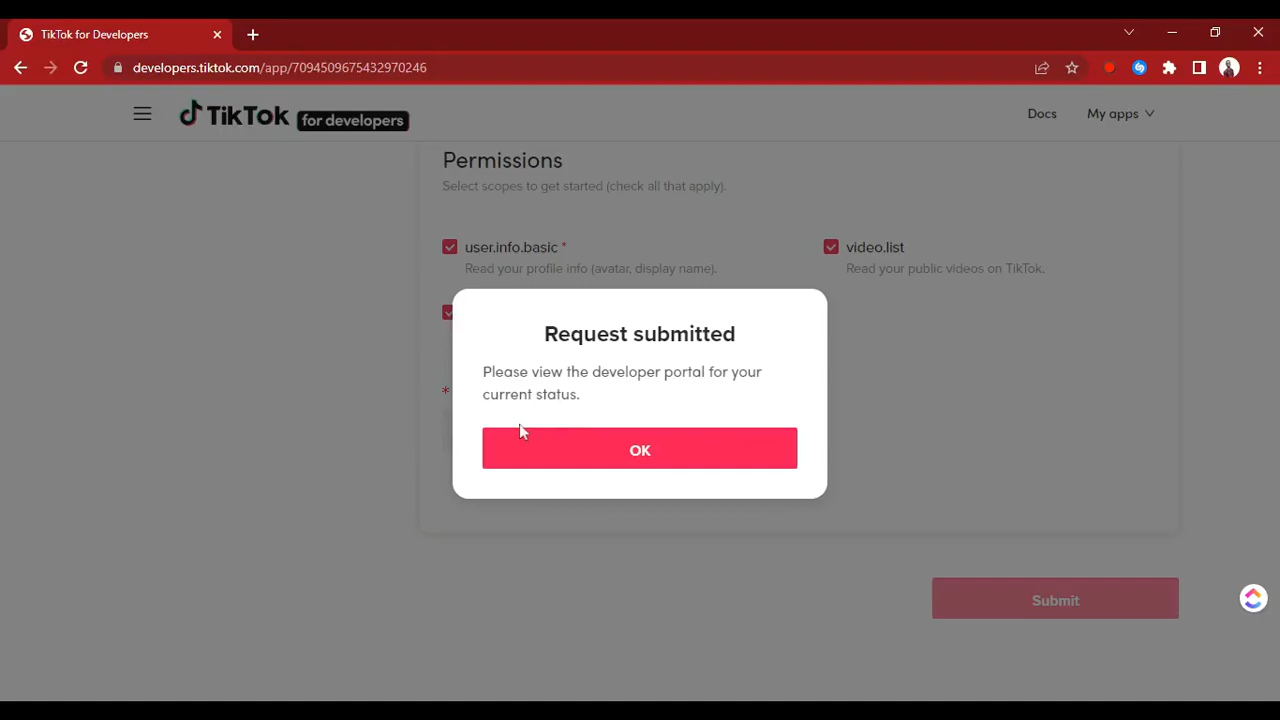 TikTok for Developers
developers.tiktok.com/app/7094509675432970246
TikTok for developers
Docs
My apps
Permissions
Select scopes to get started (check all that apply).
user.info.basic *
video.list
Read your profile info (avatar, display name).
Read your public videos on TikTok.
*
Request submitted
Please view the developer portal for your
current status.
OK
Submit